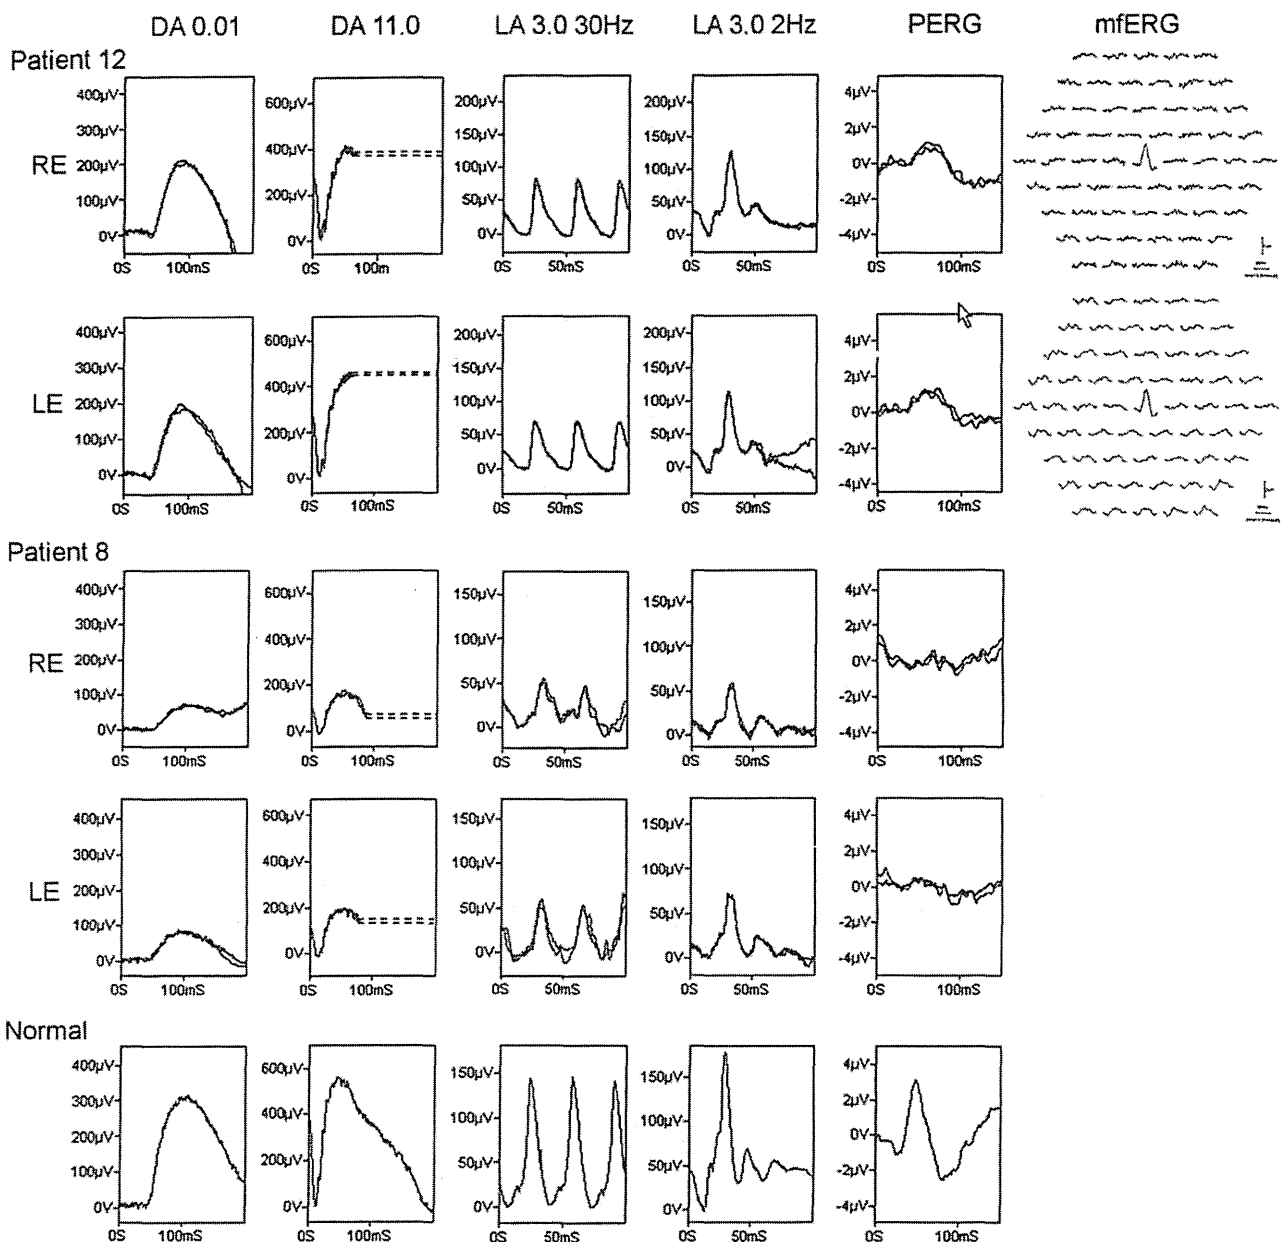 DA 0.01 DA 11.0 LA 3.0 30Hz LA 3.0 2Hz PERG mfERG
Patient 12
RE
400µV 300µV 200µV 100µV 0V
0S 100mS
600µV 400µV 200µV 0V
0S 100m
200µV 150µV 100µV 50µV 0V
0S 50mS
200µV 150µV 100µV 50µV 0V
0S 50mS
4µV 2µV 0V -2µV -4µV
0S 100mS
LE
400µV 300µV 200µV 100µV 0V
0S 100mS
600µV 400µV 200µV 0V
0S 100mS
200µV 150µV 100µV 50µV 0V
0S 50mS
200µV 150µV 100µV 50µV 0V
0S 50mS
4µV 2µV 0V -2µV -4µV
0S 100mS
Patient 8
RE
400µV 300µV 200µV 100µV 0V
0S 100mS
600µV 400µV 200µV 0V
0S 100mS
150µV 100µV 50µV 0V
0S 50mS
150µV 100µV 50µV 0V
0S 50mS
4µV 2µV 0V -2µV -4µV
0S 100mS
LE
400µV 300µV 200µV 100µV 0V
0S 100mS
600µV 400µV 200µV 0V
0S 100mS
150µV 100µV 50µV 0V
0S 50mS
150µV 100µV 50µV 0V
0S 50mS
4µV 2µV 0V -2µV -4µV
0S 100mS
Normal
400µV 300µV 200µV 100µV 0V
0S 100mS
600µV 400µV 200µV 0V
0S 100mS
150µV 100µV 50µV 0V
0S 50mS
150µV 100µV 50µV 0V
0S 50mS
4µV 2µV 0V -2µV -4µV
0S 100mS